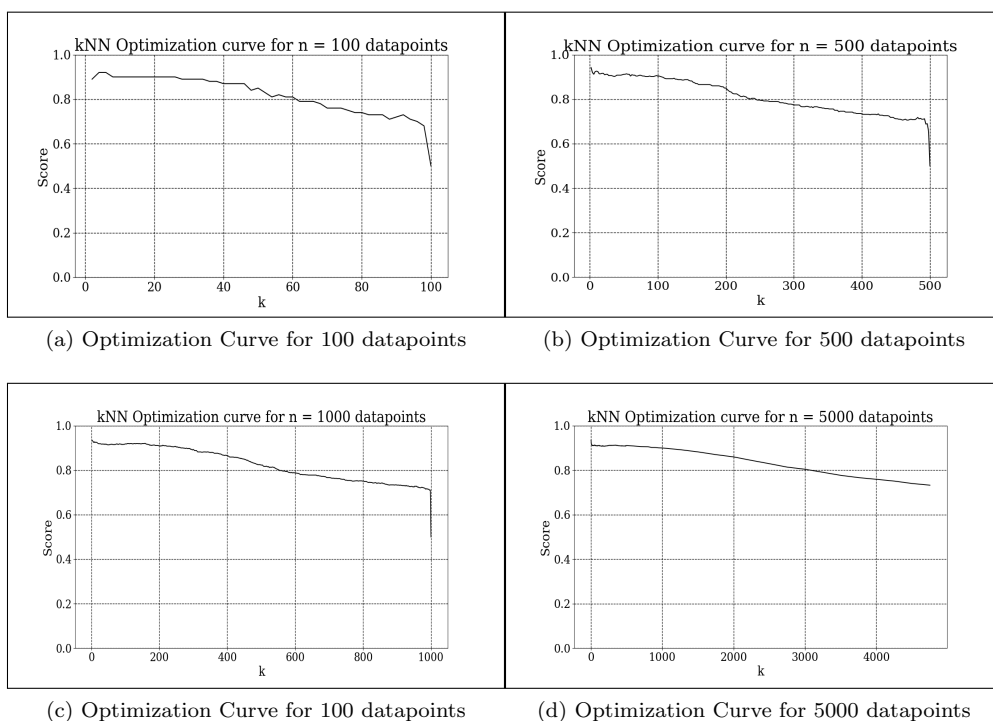 kNN Optimization curve for n = 100 datapoints
1.0
0.8
0.6
0.4
0.2
0.0
Score
0 20 40 60 80 100
k
(a) Optimization Curve for 100 datapoints
kNN Optimization curve for n = 500 datapoints
1.0
0.8
0.6
0.4
0.2
0.0
Score
0 100 200 300 400 500
k
(b) Optimization Curve for 500 datapoints
kNN Optimization curve for n = 1000 datapoints
1.0
0.8
0.6
0.4
0.2
0.0
Score
0 200 400 600 800 1000
k
(c) Optimization Curve for 100 datapoints
kNN Optimization curve for n = 5000 datapoints
1.0
0.8
0.6
0.4
0.2
0.0
Score
0 1000 2000 3000 4000
k
(d) Optimization Curve for 5000 datapoints